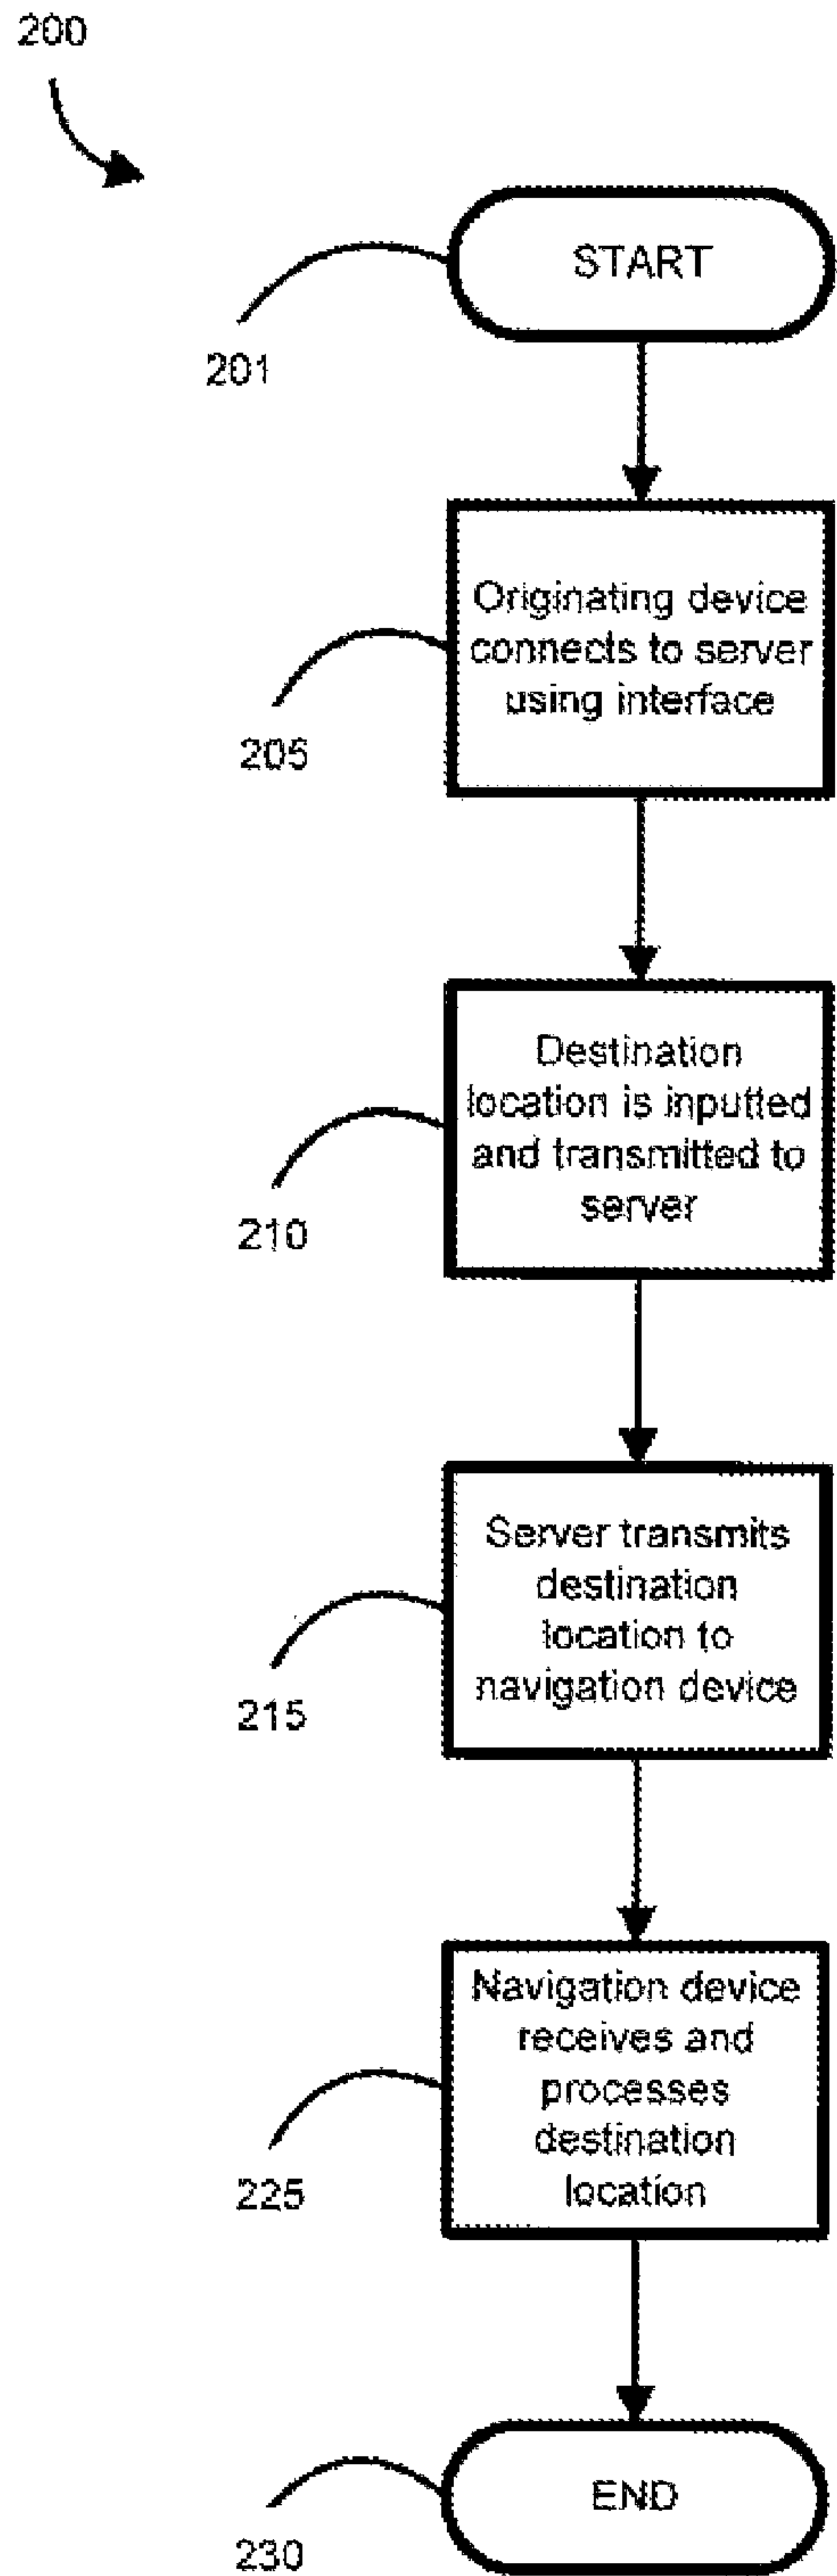 200
START
201
Originating device
connects to server
using interface
205
Destination
location is inputted
and transmitted to
server
210
Server transmits
destination
location to
navigation device
215
Navigation device
receives and
processes
destination
location
225
END
230